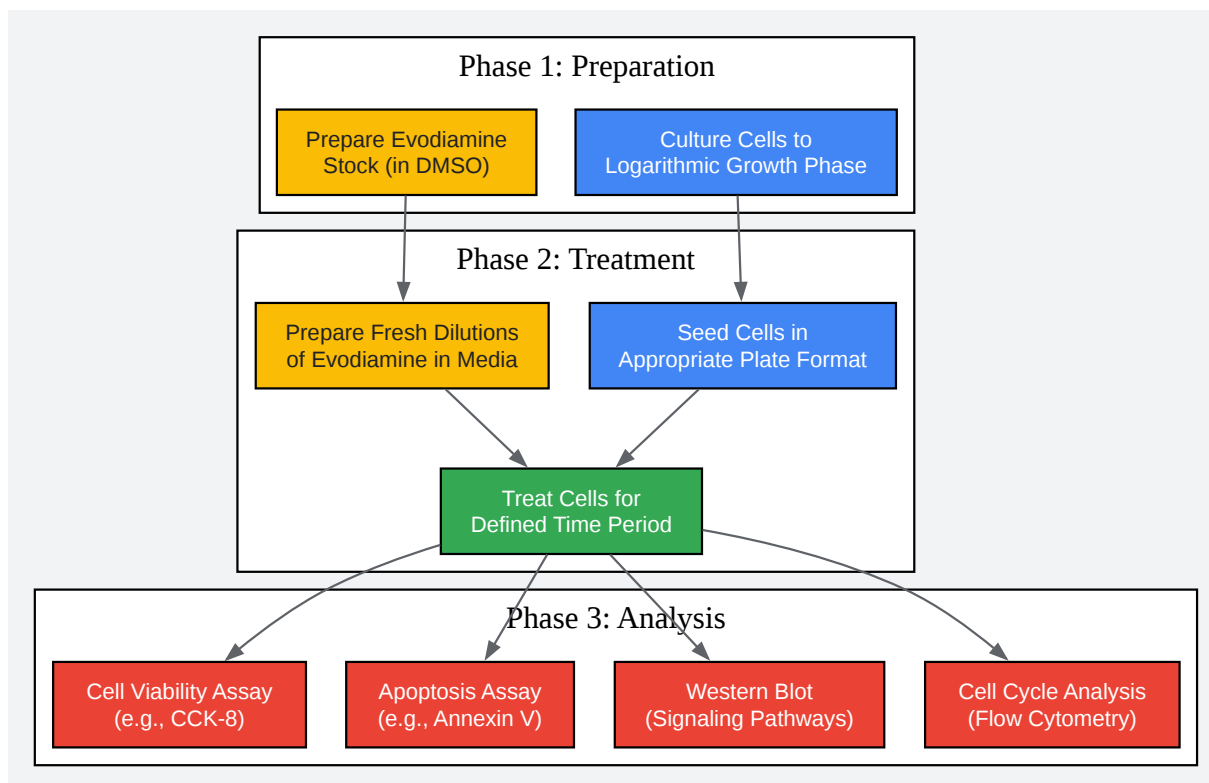 Phase 1: Preparation
Prepare Evodiamine
Stock (in DMSO)
Culture Cells to
Logarithmic Growth Phase
Phase 2: Treatment
Prepare Fresh Dilutions
of Evodiamine in Media
Seed Cells in
Appropriate Plate Format
Treat Cells for
Defined Time Period
Phase 3: Analysis
Cell Viability Assay
(e.g., CCK-8)
Apoptosis Assay
(e.g., Annexin V)
Western Blot
(Signaling Pathways)
Cell Cycle Analysis
(Flow Cytometry)